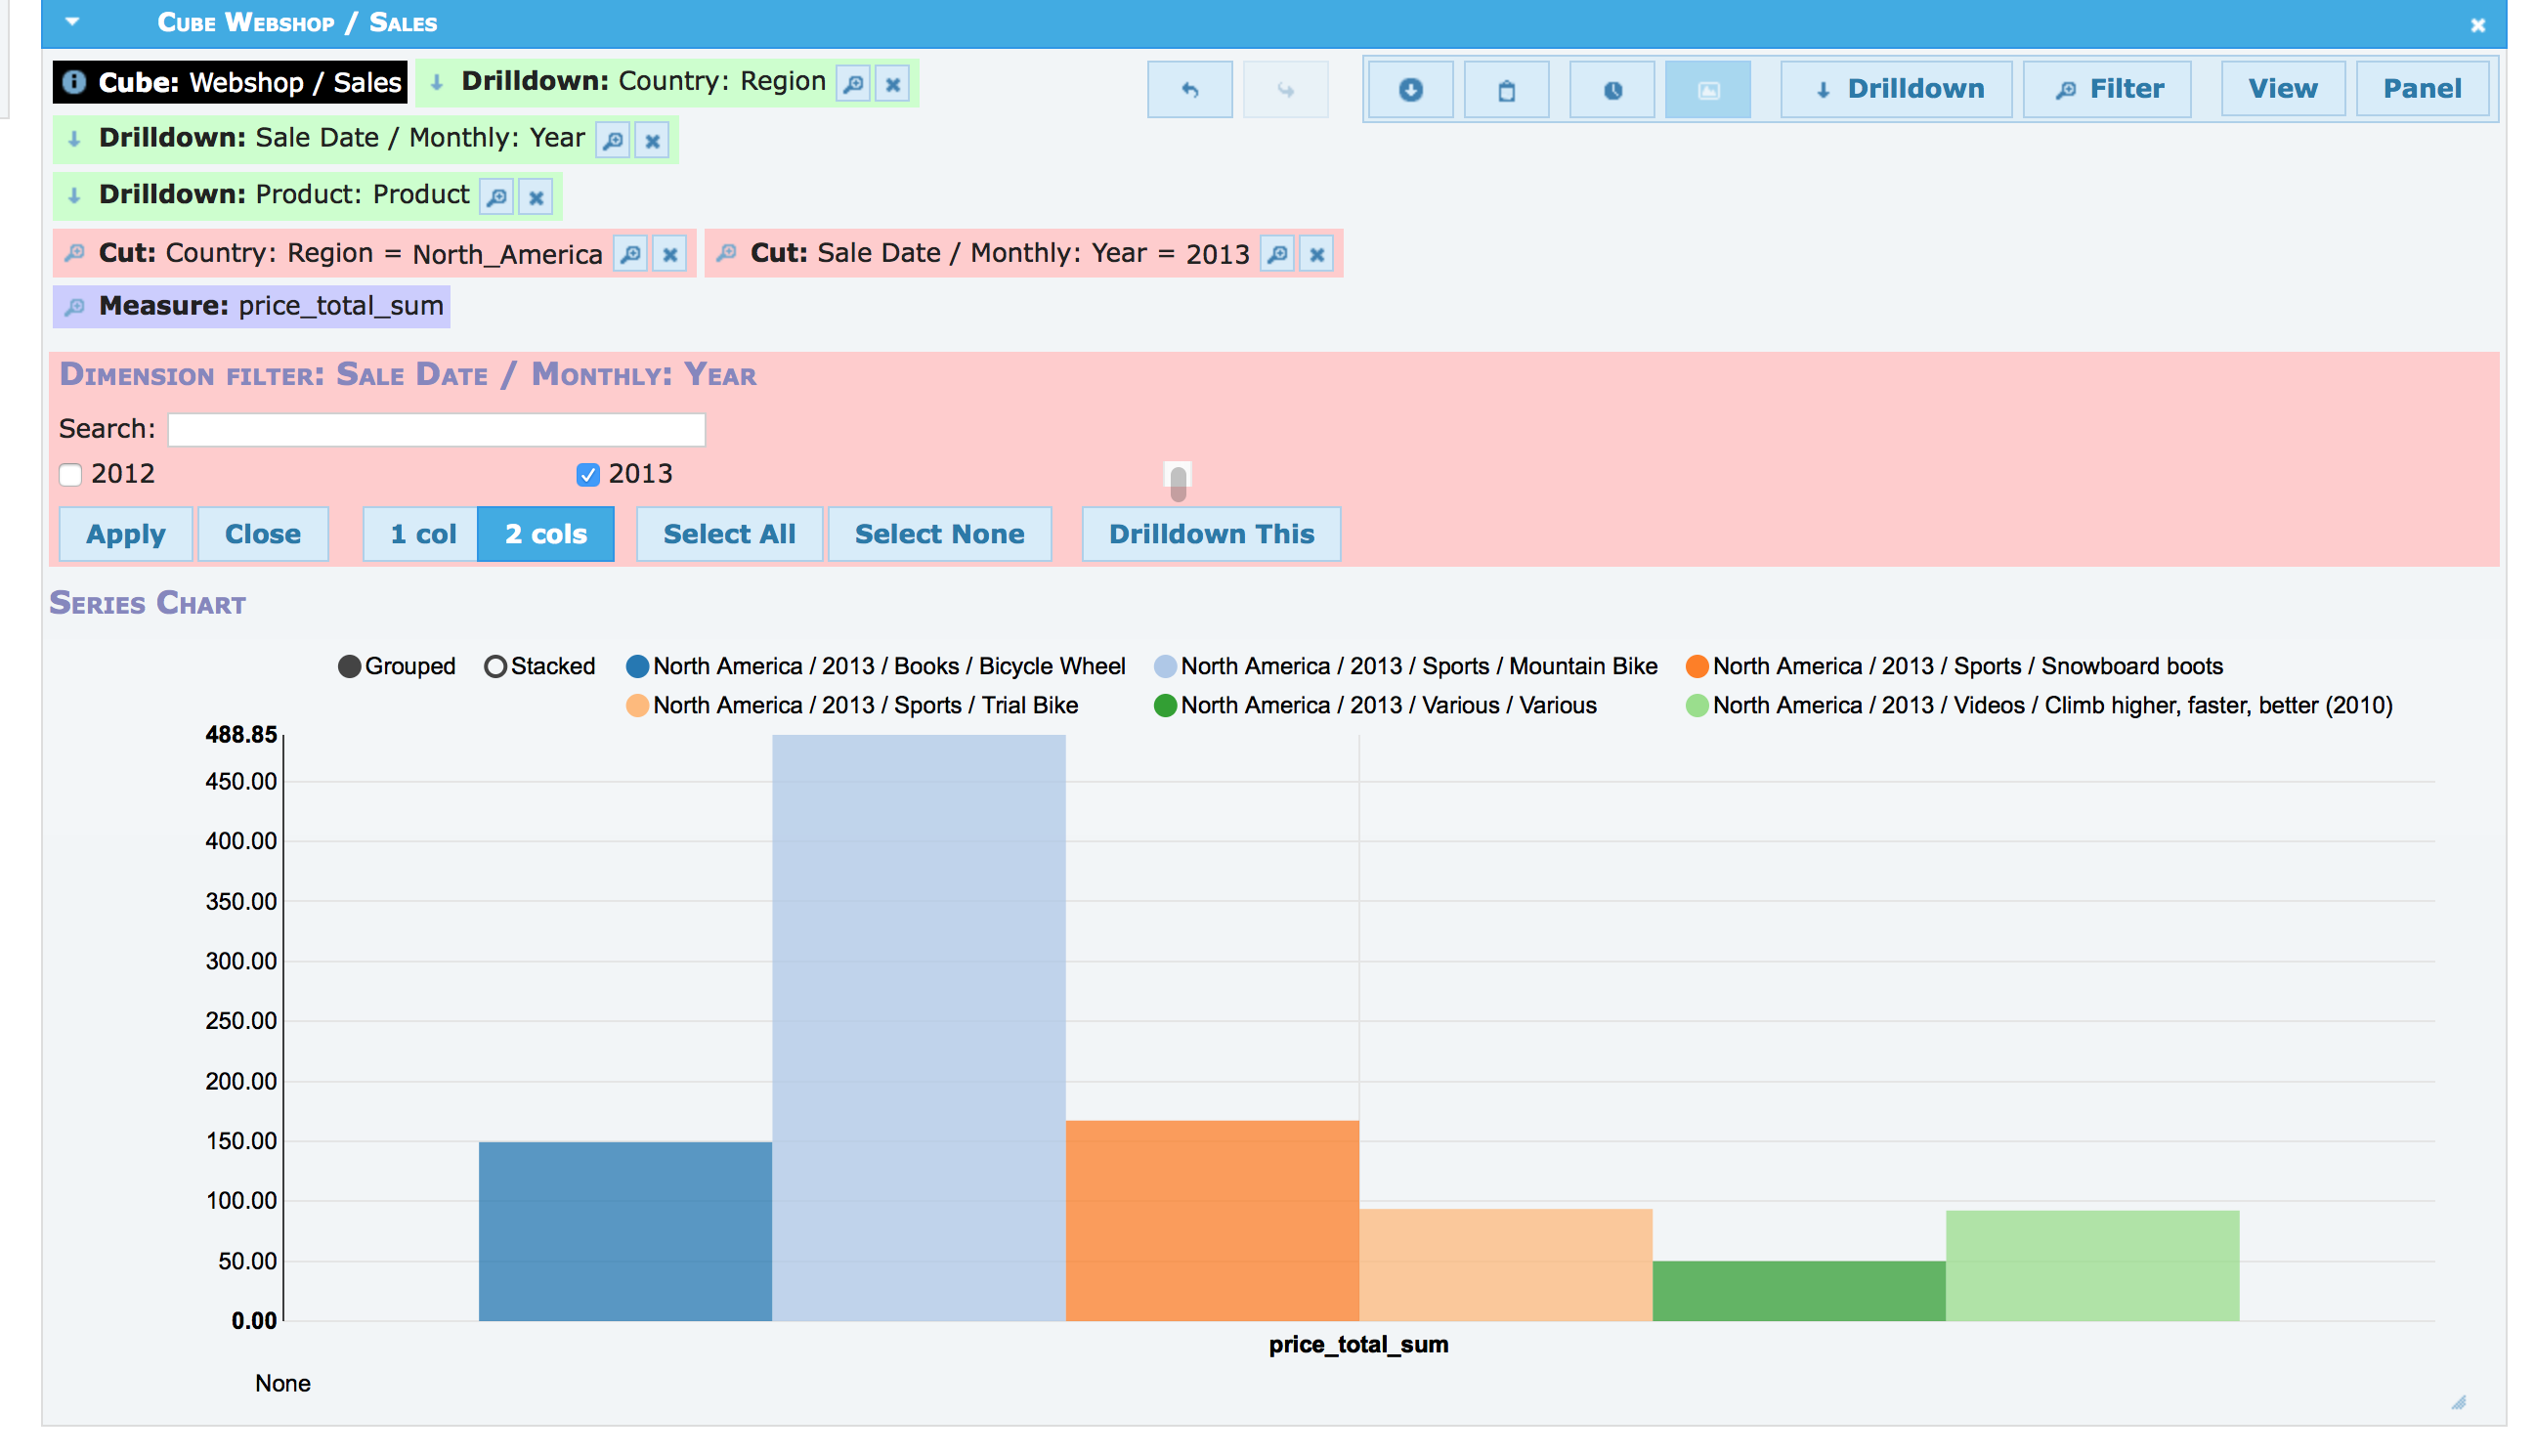 Cube Webshop / Sales
Cube: Webshop / Sales Drilldown: Country: Region
Drilldown Filter View Panel
Drilldown: Sale Date / Monthly: Year
Drilldown: Product: Product
Cut: Country: Region = North_America Cut: Sale Date / Monthly: Year = 2013
Measure: price_total_sum
Dimension filter: Sale Date / Monthly: Year
Search:
2012 2013
Apply Close 1 col 2 cols Select All Select None Drilldown This
Series Chart
Grouped Stacked North America / 2013 / Books / Bicycle Wheel North America / 2013 / Sports / Mountain Bike North America / 2013 / Sports / Snowboard boots
North America / 2013 / Sports / Trial Bike North America / 2013 / Various / Various North America / 2013 / Videos / Climb higher, faster, better (2010)
488.85
450.00
400.00
350.00
300.00
250.00
200.00
150.00
100.00
50.00
0.00
price_total_sum
None